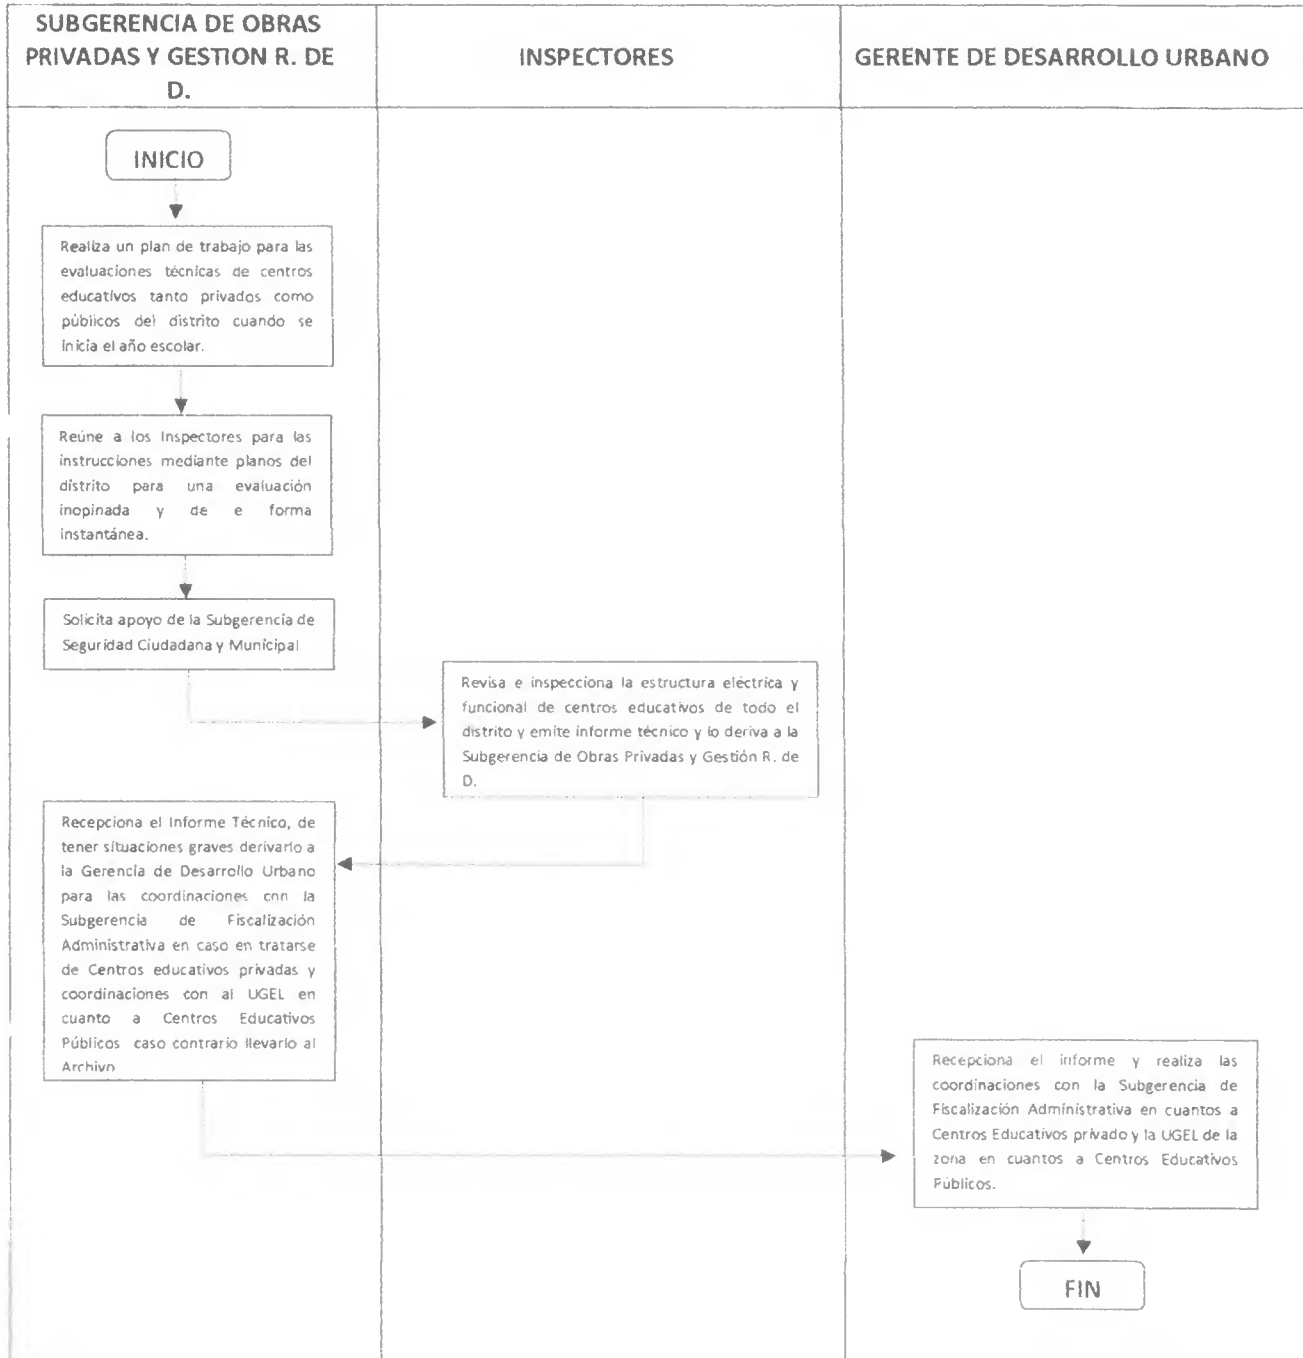 SUBGERENCIA DE OBRAS
PRIVADAS Y GESTION R. DE
D.
INSPECTORES
GERENTE DE DESARROLLO URBANO
INICIO
Realiza un plan de trabajo para las
evaluaciones técnicas de centros
educativos tanto privados como
públicos del distrito cuando se
inicia el año escolar.
Reúne a los Inspectores para las
instrucciones mediante planos del
distrito para una evaluación
inopinada y de e forma
instantánea.
Solicita apoyo de la Subgerencia de
Seguridad Ciudadana y Municipal
Revisa e inspecciona la estructura eléctrica y
funcional de centros educativos de todo el
distrito y emite informe técnico y lo deriva a la
Subgerencia de Obras Privadas y Gestión R. de
D.
Recepciona el Informe Técnico, de
tener situaciones graves derivarlo a
la Gerencia de Desarrollo Urbano
para las coordinaciones con la
Subgerencia de Fiscalización
Administrativa en caso en tratarse
de Centros educativos privadas y
coordinaciones con al UGEL en
cuanto a Centros Educativos
Públicos caso contrario llevarlo al
Archivo
Recepciona el informe y realiza las
coordinaciones con la Subgerencia de
Fiscalización Administrativa en cuantos a
Centros Educativos privado y la UGEL de la
zona en cuantos a Centros Educativos
Públicos.
FIN